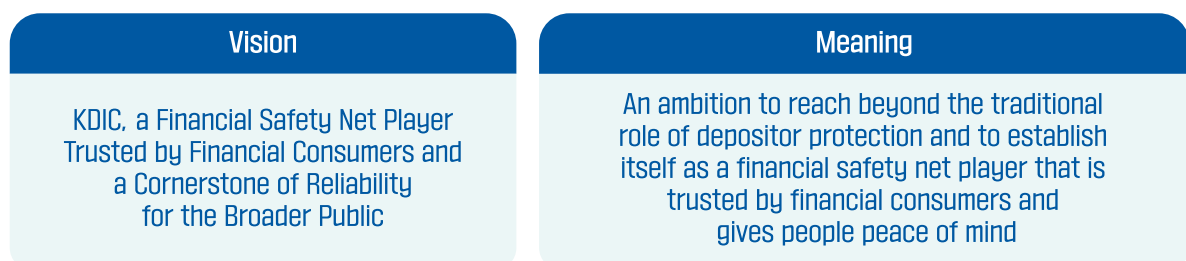 Vision
KDIC, a Financial Safety Net Player
Trusted by Financial Consumers and
a Cornerstone of Reliability
for the Broader Public
Meaning
An ambition to reach beyond the traditional
role of depositor protection and to establish
itself as a financial safety net player that is
trusted by financial consumers and
gives people peace of mind